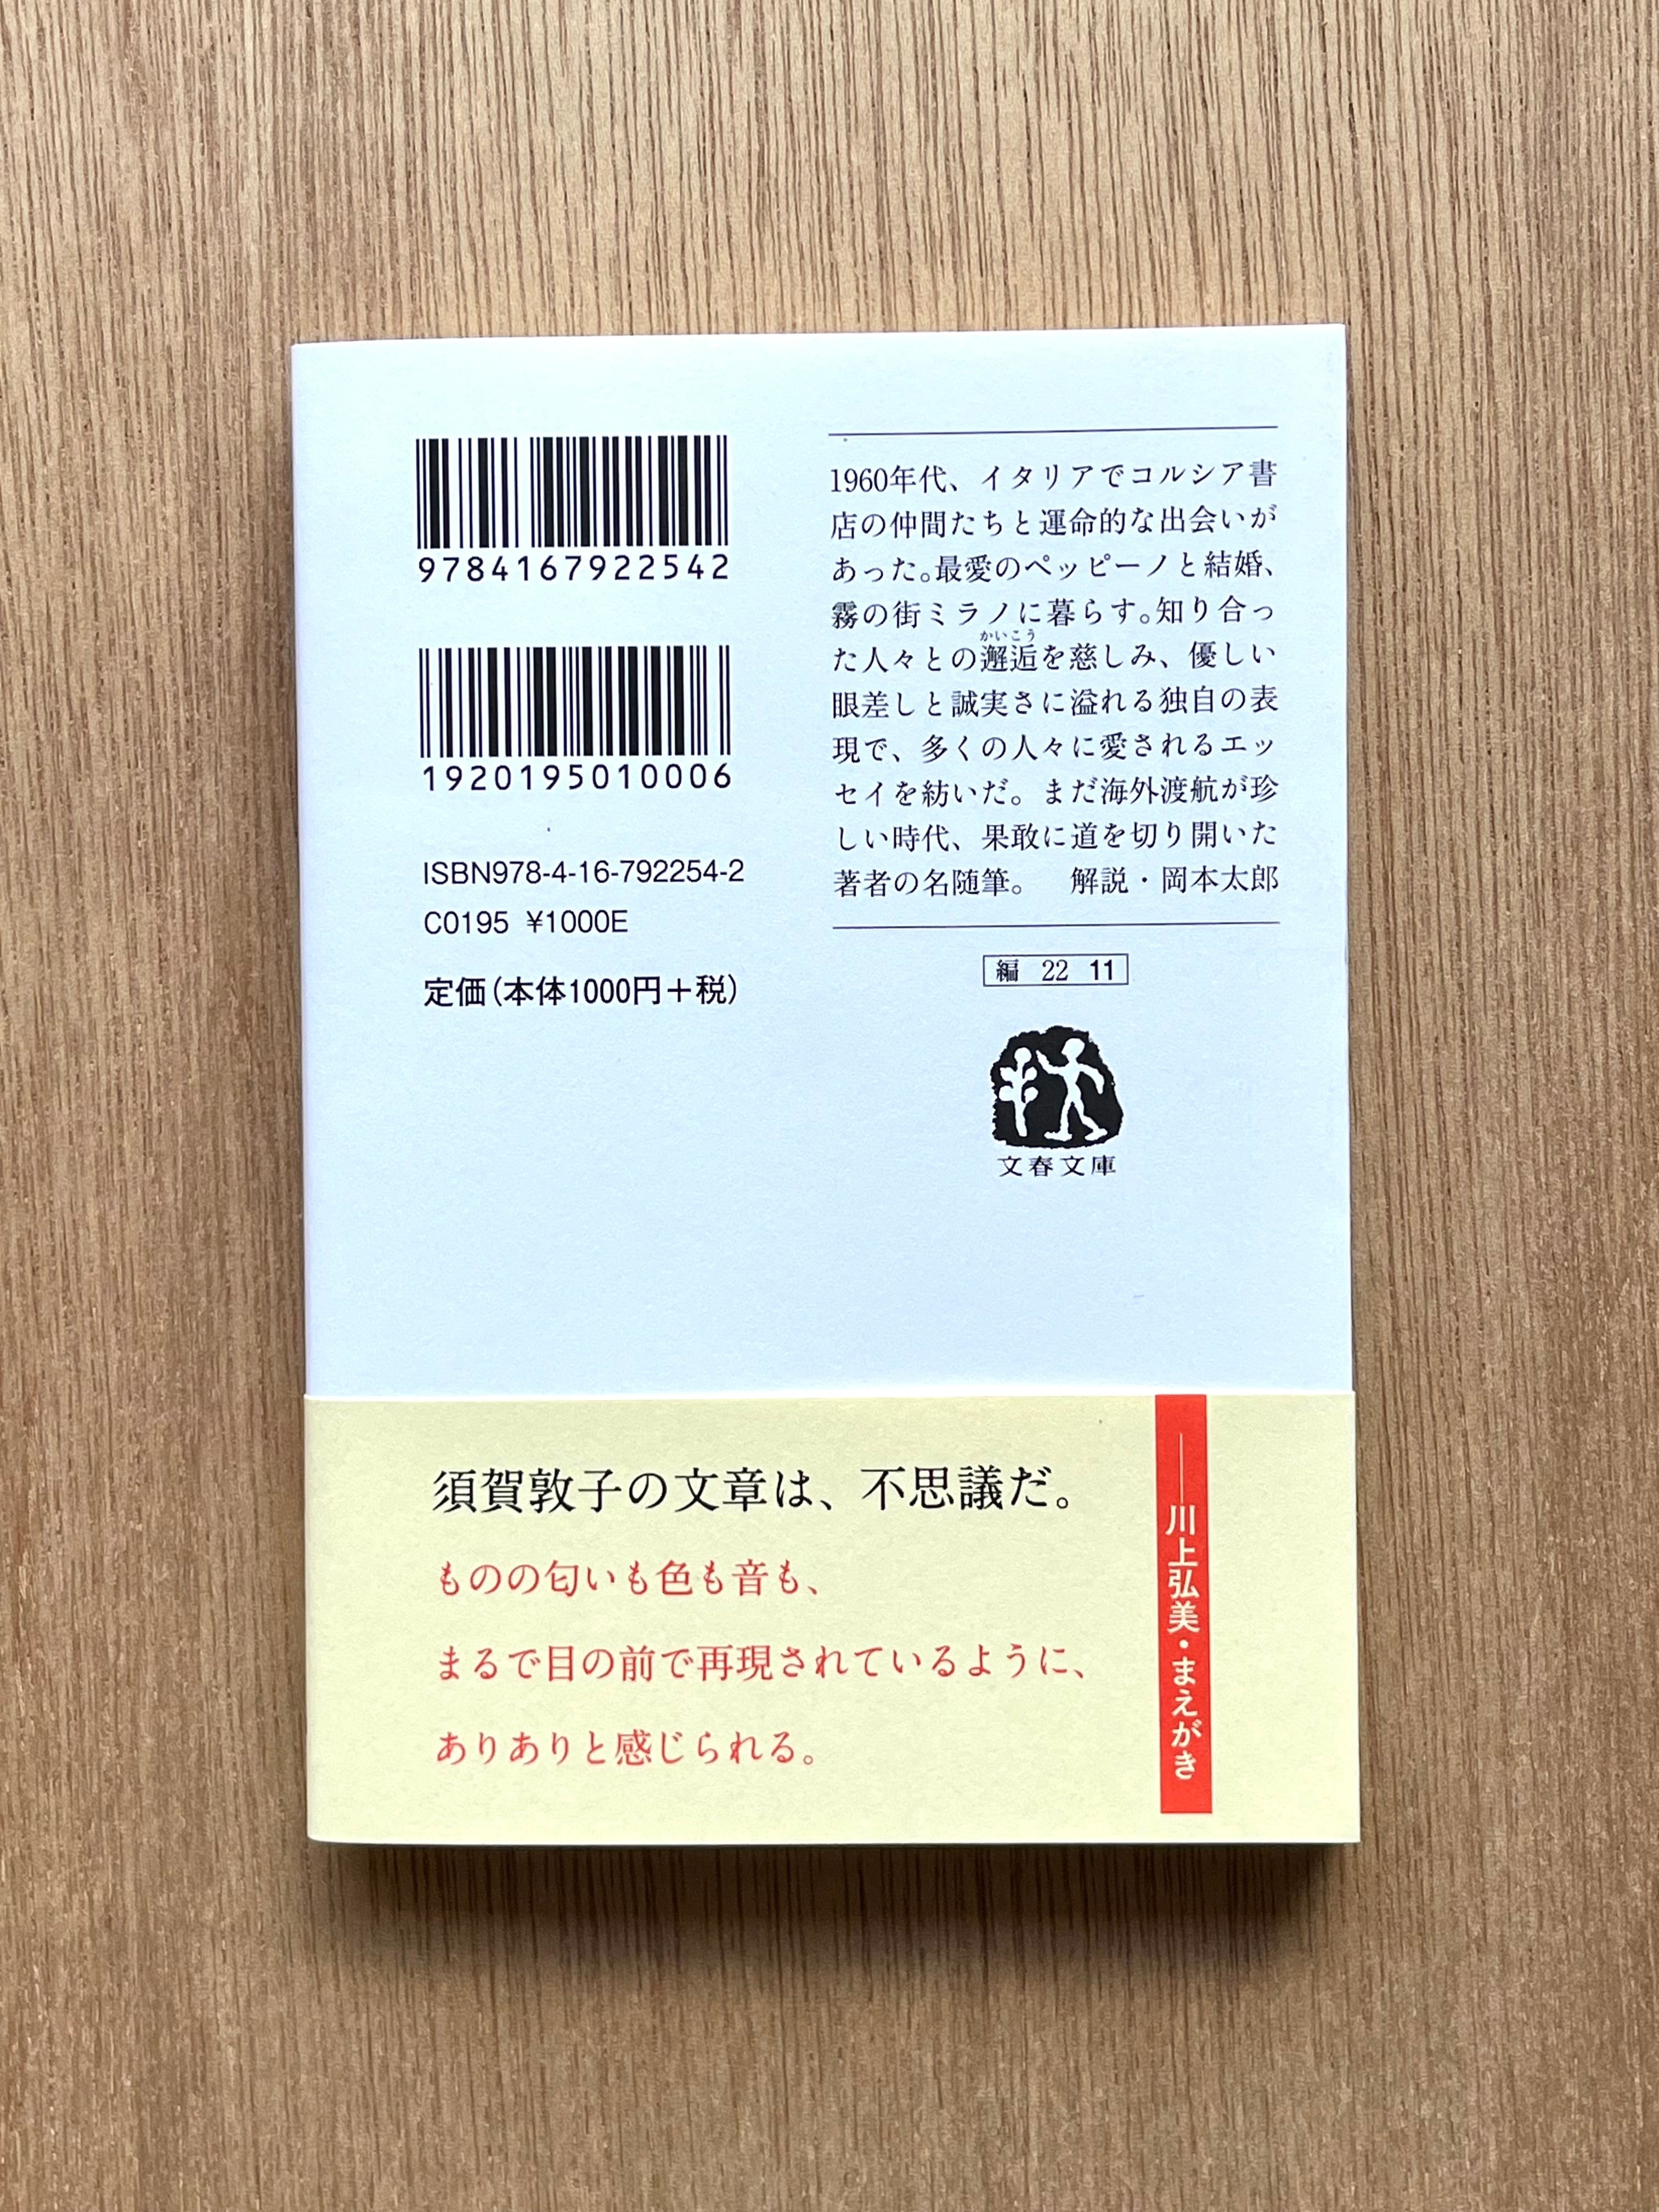 9784167922542
1920195010006
ISBN978-4-16-792254-2
C0195 ¥1000E
定価(本体1000円+税)
1960年代、イタリアでコルシア書
店の仲間たちと運命的な出会いが
あった。最愛のペッピーノと結婚、
霧の街ミラノに暮らす。知り合っ
かいこう
た人々との邂逅を慈しみ、優しい
眼差しと誠実さに溢れる独自の表
現で、多くの人々に愛されるエッ
セイを紡いだ。まだ海外渡航が珍
しい時代、果敢に道を切り開いた
著者の名随筆。 解説・岡本太郎
編 22 11
文春文庫
須賀敦子の文章は、不思議だ。
ものの匂いも色も音も、
まるで目の前で再現されているように、
ありありと感じられる。
――川上弘美・まえがき